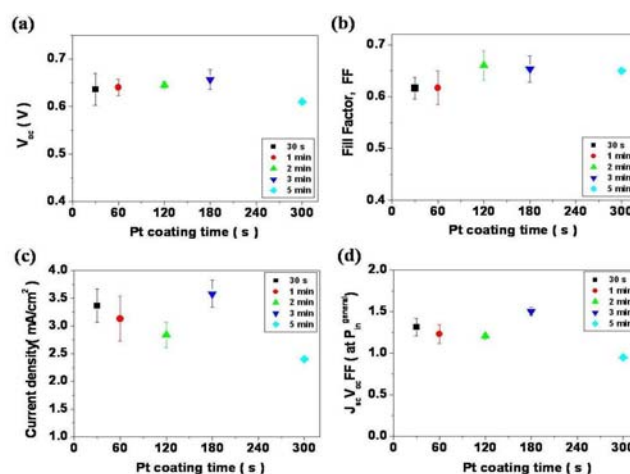 (a)
0.7
0.6
0.5
0.4
V_oc (V)
0 60 120 180 240 300
Pt coating time ( s )
30 s
1 min
2 min
3 min
5 min
(b)
0.7
0.6
0.5
0.4
Fill Factor, FF
0 60 120 180 240 300
Pt coating time ( s )
30 s
1 min
2 min
3 min
5 min
(c)
4.0
3.5
3.0
2.5
2.0
1.5
1.0
Current density( mA/cm²)
0 60 120 180 240 300
Pt coating time ( s )
30 s
1 min
2 min
3 min
5 min
(d)
2.0
1.5
1.0
0.5
0.0
J_sc V_oc FF ( at P_in^general)
0 60 120 180 240 300
Pt coating time ( s )
30 s
1 min
2 min
3 min
5 min